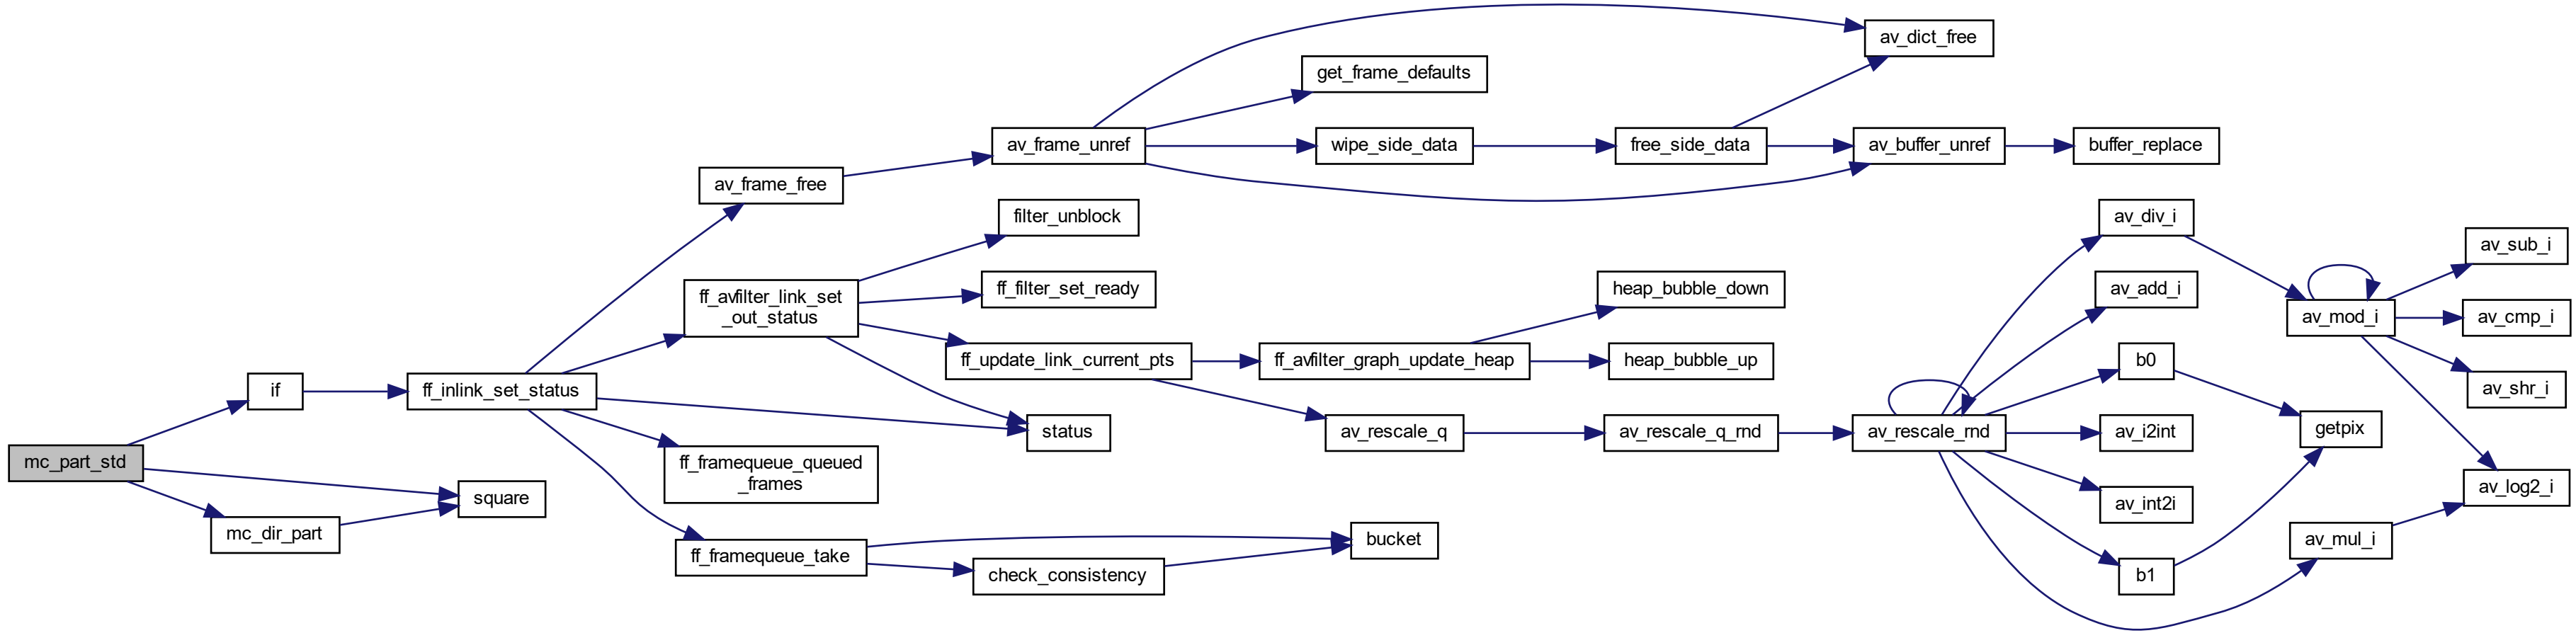 mc_part_std
if
mc_dir_part
square
ff_inlink_set_status
av_frame_free
ff_avfilter_link_set
_out_status
ff_framequeue_queued
_frames
ff_framequeue_take
av_frame_unref
filter_unblock
ff_filter_set_ready
ff_update_link_current_pts
status
check_consistency
bucket
get_frame_defaults
wipe_side_data
ff_avfilter_graph_update_heap
av_rescale_q
heap_bubble_down
heap_bubble_up
av_rescale_q_rnd
free_side_data
av_dict_free
av_buffer_unref
buffer_replace
av_rescale_rnd
av_div_i
av_add_i
b0
av_i2int
av_int2i
b1
av_mod_i
getpix
av_mul_i
av_sub_i
av_cmp_i
av_shr_i
av_log2_i